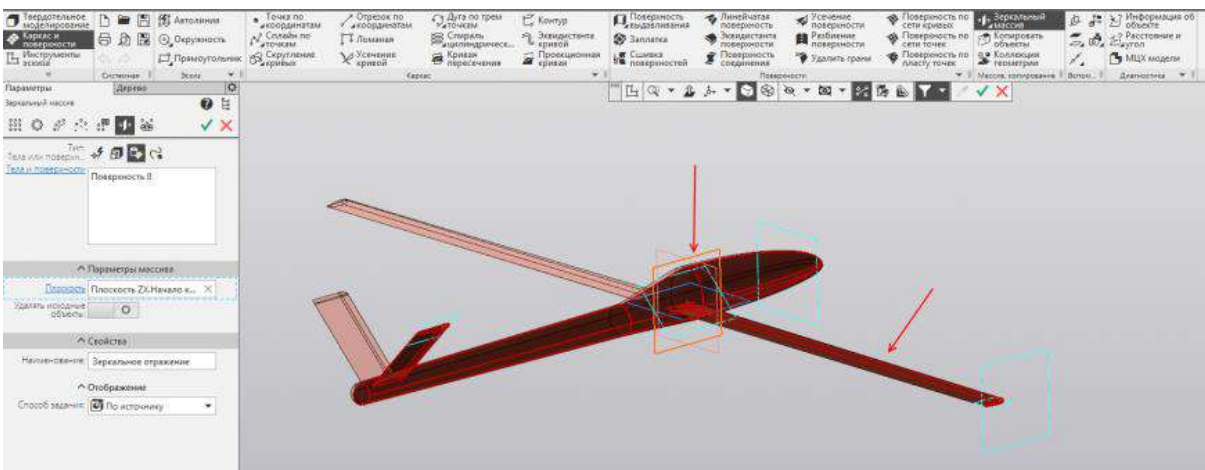 Твердотельное моделирование
Каркас и поверхности
Инструменты эскиза
Системная
Автолиния
Окружность
Прямоугольник
Эскиз
Точка по координатам
Сплайн по точкам
Скругление кривых
Отрезок по координатам
Ломаная
Усечение кривой
Дуга по трем точкам
Спираль цилиндрическ...
Кривая пересечения
Контур
Эквидистанта кривой
Проекционная кривая
Каркас
Поверхность выдавливания
Заплатка
Сшивка поверхностей
Линейчатая поверхность
Эквидистанта поверхности
Поверхность соединения
Усечение поверхности
Разбиение поверхности
Удалить грани
Поверхность по сети кривых
Поверхность по сети точек
Поверхность по пласту точек
Поверхности
Зеркальный массив
Копировать объекты
Коллекция геометрии
Массив, копирование
Вспом...
Информация об объекте
Расстояние и угол
МЦХ модели
Диагностика
Параметры
Дерево
Зеркальный массив
Тип:
Тела или поверхн...
Тела и поверхности
Поверхность 8
Параметры массива
Плоскость
Плоскость ZX.Начало к...
Удалять исходные объекты:
Свойства
Наименование:
Зеркальное отражение
Отображение
Способ задания:
По источнику